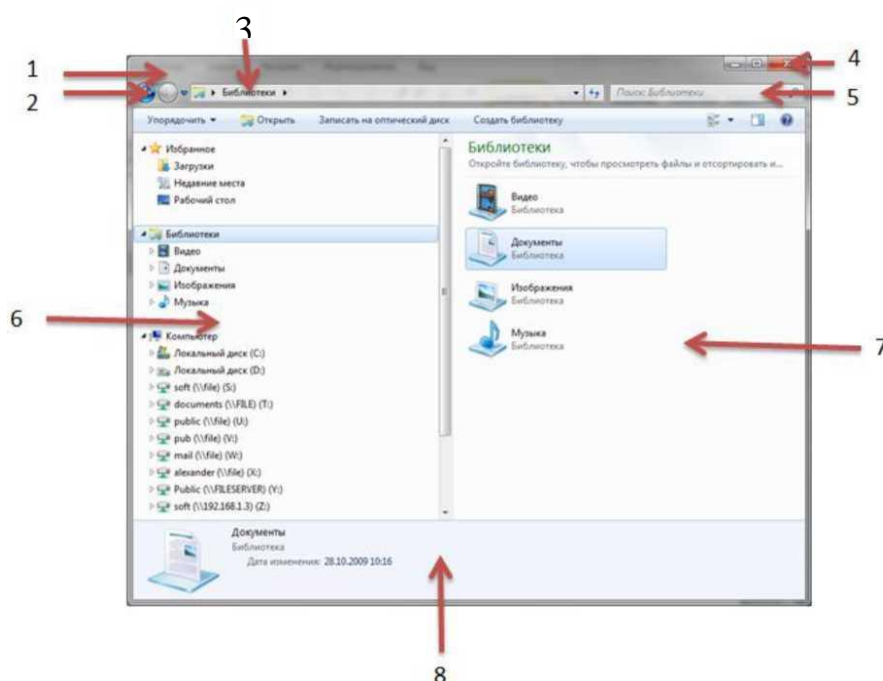 3
1
4
2
Библиотеки
Поиск: Библиотеки
5
Упорядочить
Открыть
Записать на оптический диск
Создать библиотеку
Избранное
Загрузки
Недавние места
Рабочий стол
Библиотеки
Видео
Документы
Изображения
Музыка
6
Компьютер
Локальный диск (C:)
Локальный диск (D:)
soft (\\file) (S:)
documents (\\FILE) (T:)
public (\\file) (U:)
pub (\\file) (V:)
mail (\\file) (W:)
alexander (\\file) (X:)
Public (\\FILESERVER) (Y:)
soft (\\192.168.1.3) (Z:)
Библиотеки
Откройте библиотеку, чтобы просмотреть файлы и отсортировать и...
Видео
Библиотека
Документы
Библиотека
Изображения
Библиотека
Музыка
Библиотека
7
Документы
Библиотека
Дата изменения: 28.10.2009 10:16
8